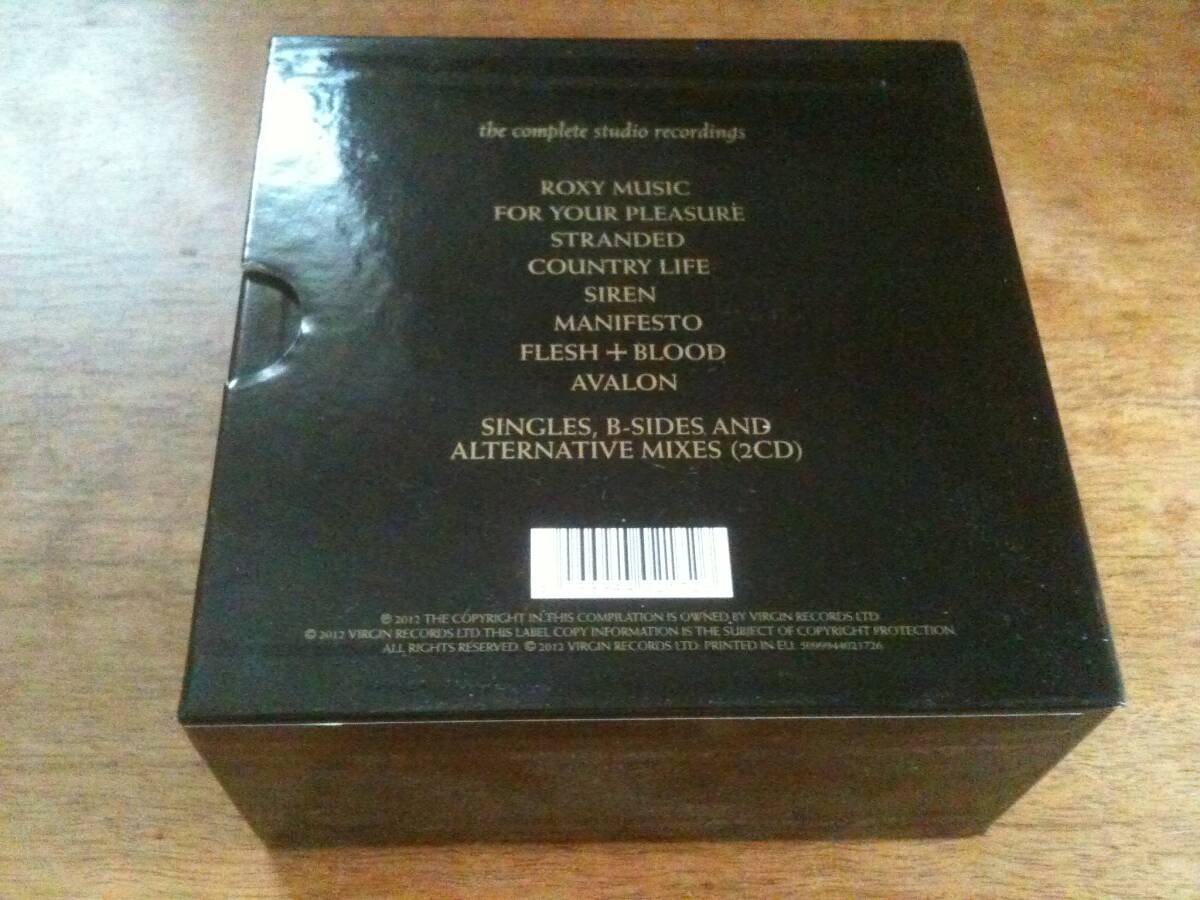 the complete studio recordings
ROXY MUSIC
FOR YOUR PLEASURE
STRANDED
COUNTRY LIFE
SIREN
MANIFESTO
FLESH + BLOOD
AVALON
SINGLES, B-SIDES AND
ALTERNATIVE MIXES (2CD)
℗ 2012 THE COPYRIGHT IN THIS COMPILATION IS OWNED BY VIRGIN RECORDS LTD
© 2012 VIRGIN RECORDS LTD THIS LABEL COPY INFORMATION IS THE SUBJECT OF COPYRIGHT PROTECTION.
ALL RIGHTS RESERVED. © 2012 VIRGIN RECORDS LTD. PRINTED IN EU.